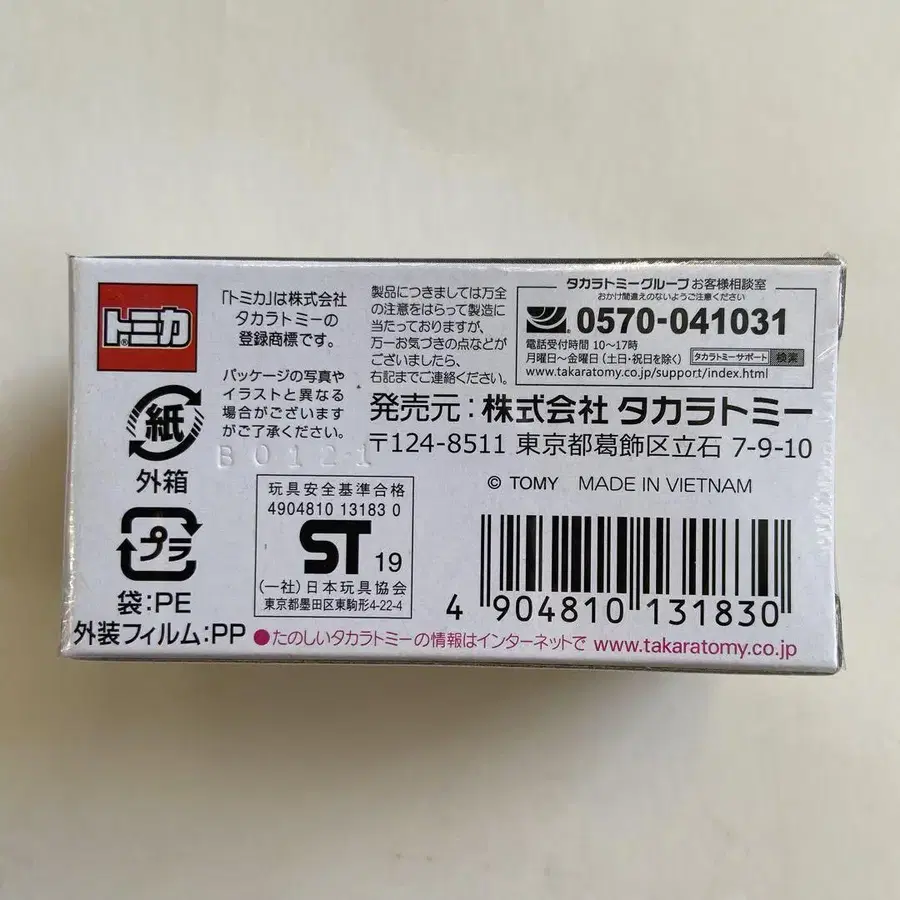 トミカ
「トミカ」は株式会社
タカラトミーの
登録商標です。
パッケージの写真や
イラストと異なる
場合がございます
がご了承ください。
B0121
紙
外箱
プラ
袋:PE
外装フィルム:PP
製品につきましては万全
の注意をはらって製造に
当たっておりますが、
万一お気づきの点などが
ございましたら、
右記までご連絡ください。
タカラトミーグループ お客様相談室
おかけ間違えのないようご注意ください
0570-041031
電話受付時間 10〜17時
月曜日〜金曜日 (土・日・祝日を除く) タカラトミーサポート 検索
www.takaratomy.co.jp/support/index.html
発売元:株式会社 タカラトミー
〒124-8511 東京都葛飾区立石 7-9-10
© TOMY MADE IN VIETNAM
玩具安全基準合格
4904810 13183 0
ST 19
(一社)日本玩具協会
東京都墨田区東駒形4-22-4
4 904810 131830
●たのしいタカラトミーの情報はインターネットで www.takaratomy.co.jp